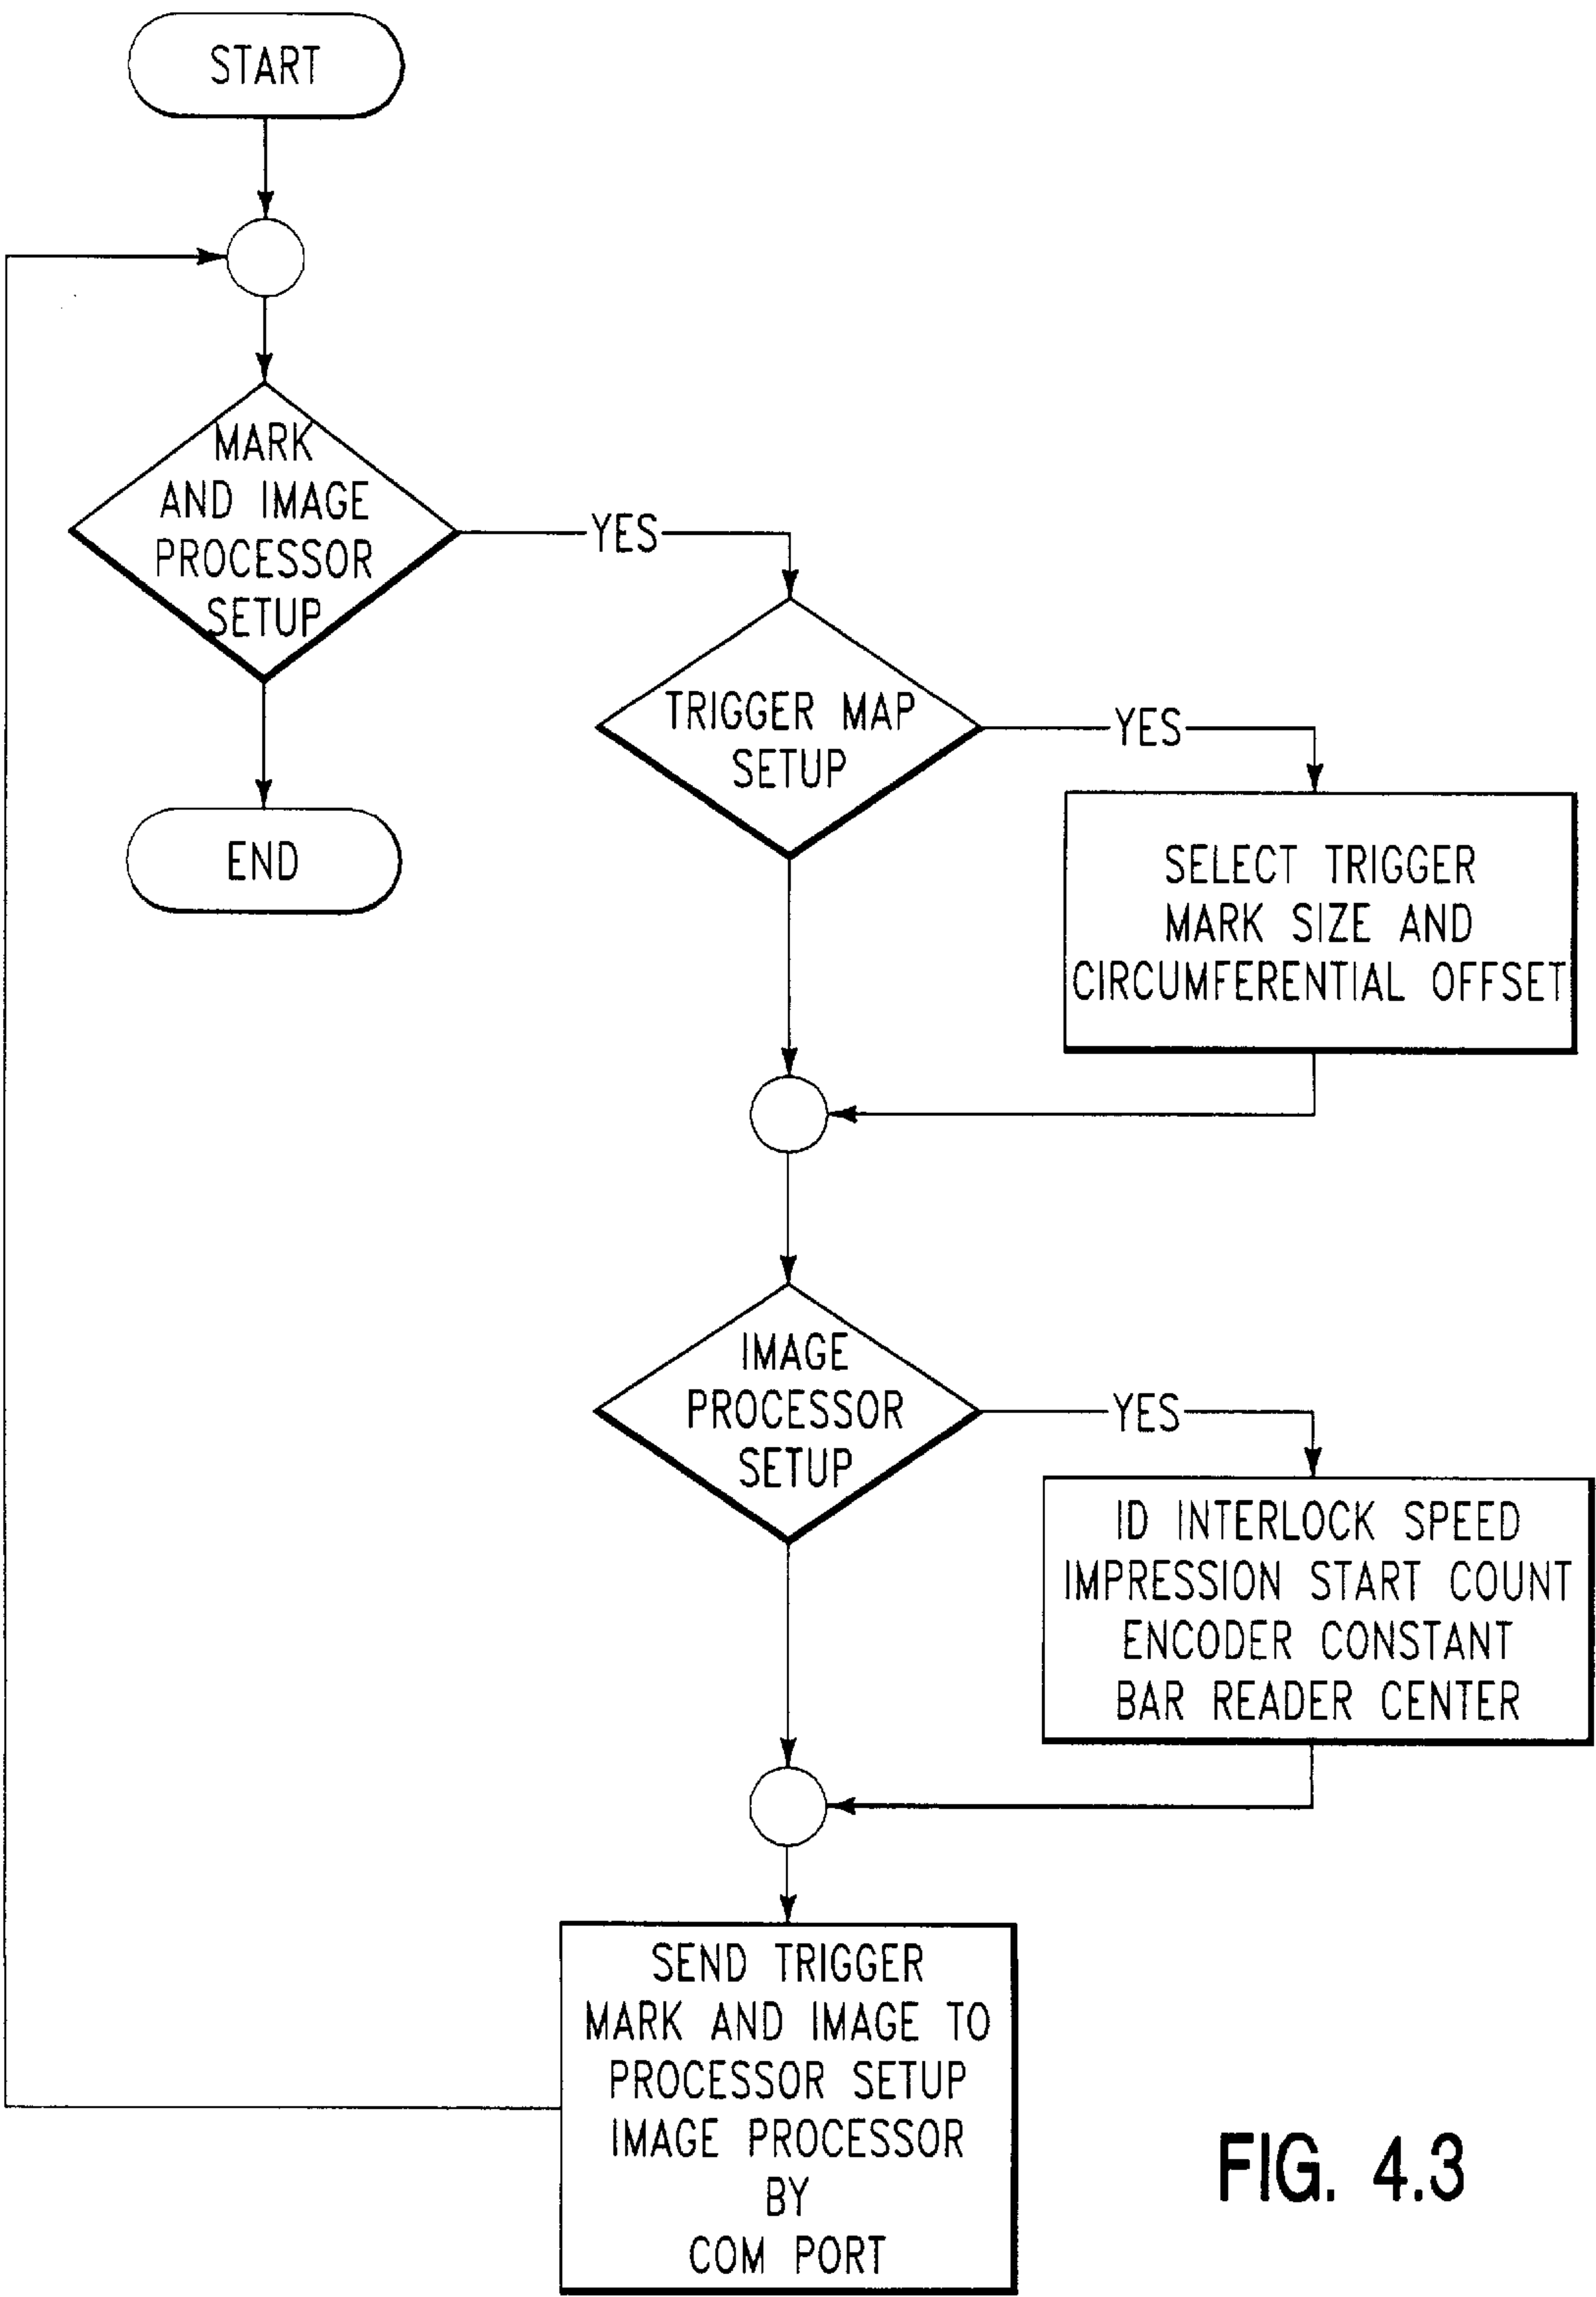 START
MARK
AND IMAGE
PROCESSOR
SETUP
YES
TRIGGER MAP
SETUP
YES
END
SELECT TRIGGER
MARK SIZE AND
CIRCUMFERENTIAL OFFSET
IMAGE
PROCESSOR
SETUP
YES
ID INTERLOCK SPEED
IMPRESSION START COUNT
ENCODER CONSTANT
BAR READER CENTER
SEND TRIGGER
MARK AND IMAGE TO
PROCESSOR SETUP
IMAGE PROCESSOR
BY
COM PORT
FIG. 4.3